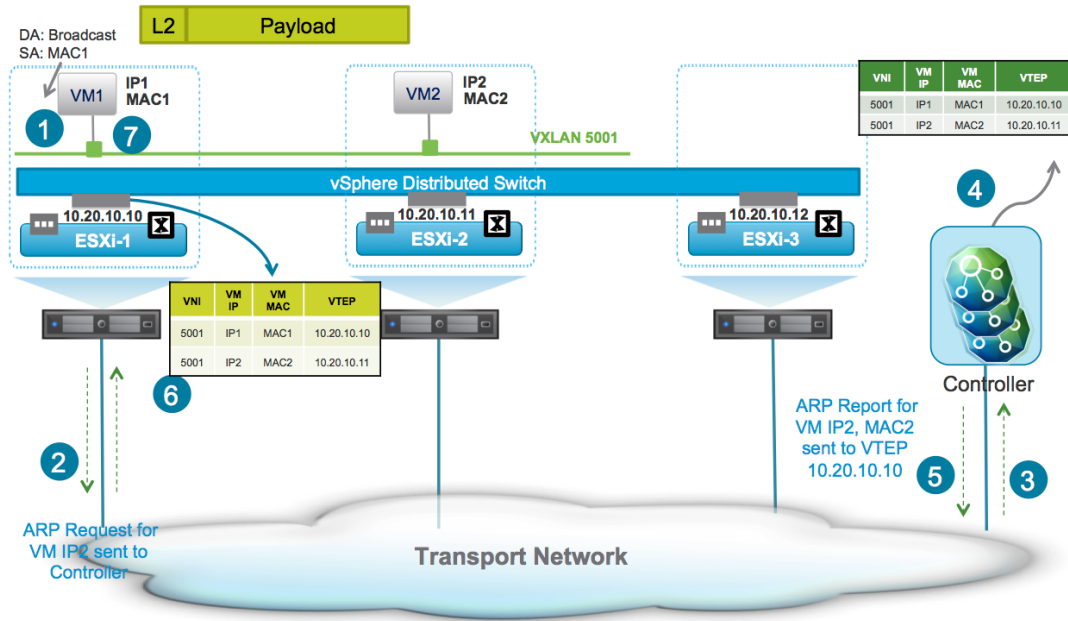 L2 Payload
DA: Broadcast
SA: MAC1
VM1
IP1
MAC1
VM2
IP2
MAC2
1
7
VXLAN 5001
VNI VM IP VM MAC VTEP
5001 IP1 MAC1 10.20.10.10
5001 IP2 MAC2 10.20.10.11
vSphere Distributed Switch
4
10.20.10.10
ESXi-1
10.20.10.11
ESXi-2
10.20.10.12
ESXi-3
VNI VM IP VM MAC VTEP
5001 IP1 MAC1 10.20.10.10
5001 IP2 MAC2 10.20.10.11
6
Controller
2
ARP Request for
VM IP2 sent to
Controller
ARP Report for
VM IP2, MAC2
sent to VTEP
10.20.10.10
5
3
Transport Network